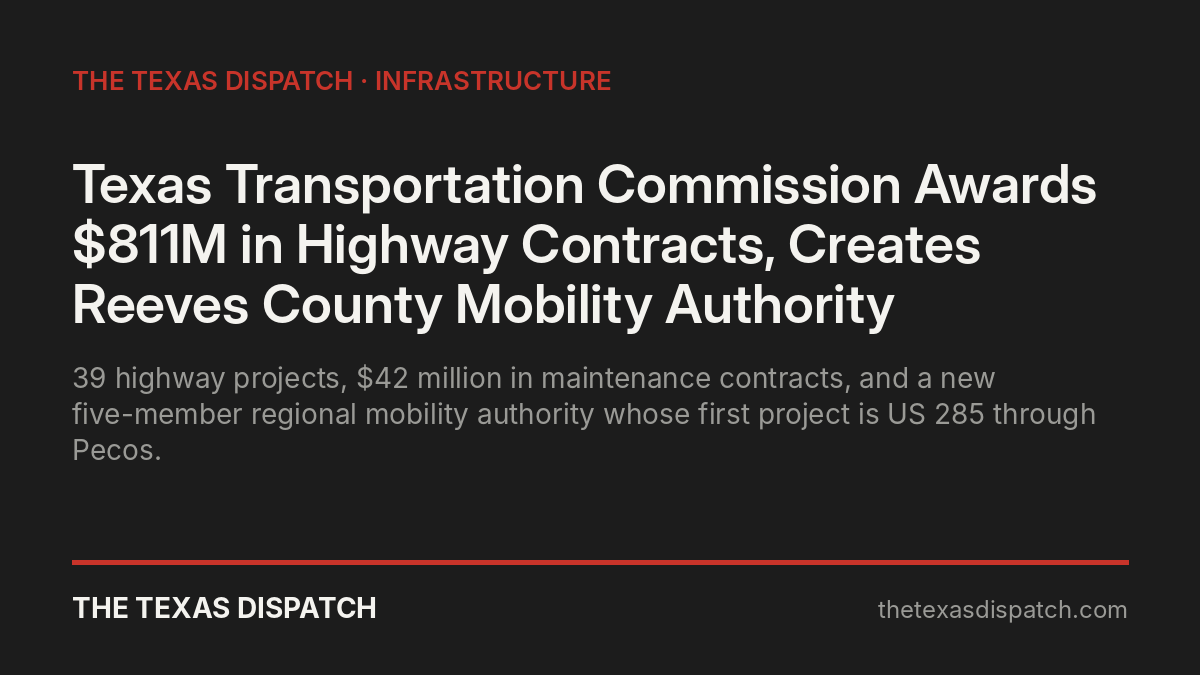 THE TEXAS DISPATCH · INFRASTRUCTURE
Texas Transportation Commission Awards
$811M in Highway Contracts, Creates
Reeves County Mobility Authority
39 highway projects, $42 million in maintenance contracts, and a new
five-member regional mobility authority whose first project is US 285 through
Pecos.
THE TEXAS DISPATCH
thetexasdispatch.com